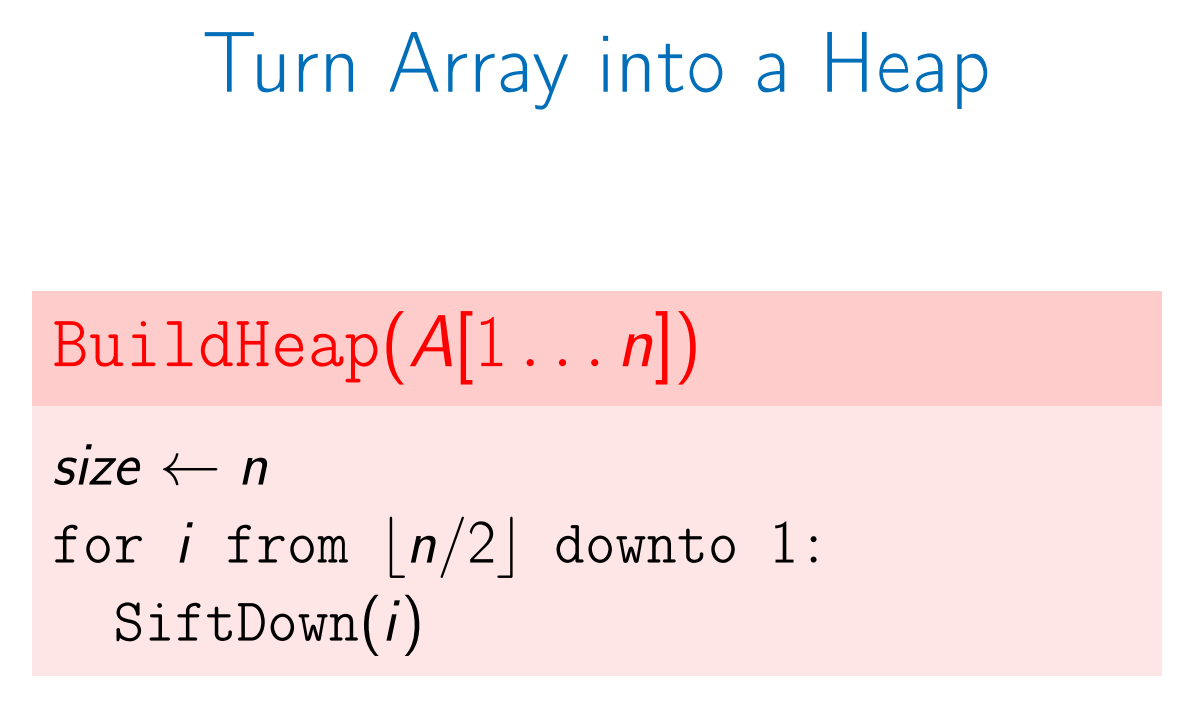 Turn Array into a Heap
BuildHeap(A[1 . . . n])
size ← n
for i from ⌊n/2⌋ downto 1:
SiftDown(i)